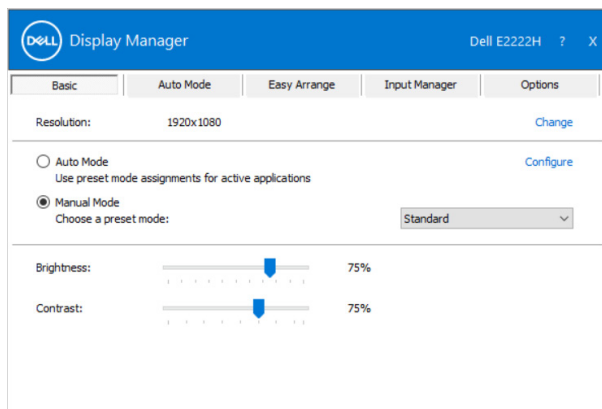 DELL Display Manager Dell E2222H ? X
Basic Auto Mode Easy Arrange Input Manager Options
Resolution: 1920x1080 Change
Auto Mode Configure
Use preset mode assignments for active applications
Manual Mode
Choose a preset mode: Standard
Brightness: 75%
Contrast: 75%